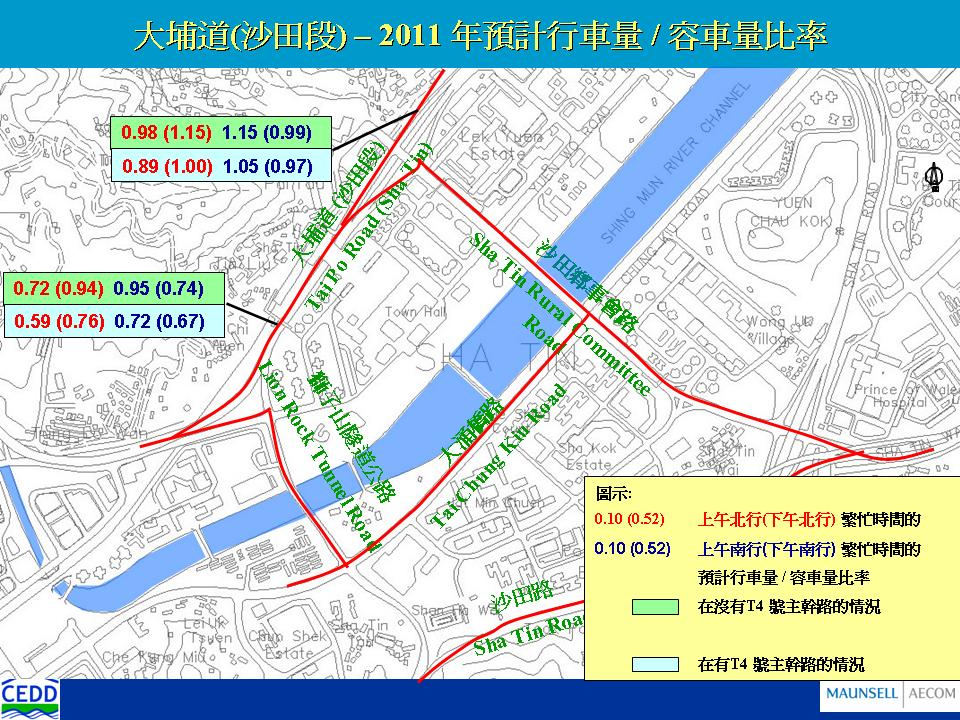 大埔道(沙田段) – 2011 年預計行車量 / 容車量比率
0.98 (1.15) 1.15 (0.99)
0.89 (1.00) 1.05 (0.97)
Lek Yuen
Estate
SHING MUN RIVER CHANNEL
大埔道 (沙田段)
Tai Po Road (Sha Tin)
YUEN
CHAU KOK
沙田鄉事會路
Sha Tin Rural Committee
Road
0.72 (0.94) 0.95 (0.74)
0.59 (0.76) 0.72 (0.67)
Town Hall
SHA TIN
Wong Uk
Village
Prince of Wales
Hospital
獅子山隧道公路
Lion Rock Tunnel Road
大涌橋路
Tai Chung Kiu Road
Sha Kok
Estate
沙田路
Sha Tin Roa
Lei Uk
Tsuen
Chun Shek
Estate
圖示:
0.10 (0.52) 上午北行(下午北行) 繁忙時間的
0.10 (0.52) 上午南行(下午南行) 繁忙時間的
預計行車量 / 容車量比率
在沒有T4 號主幹路的情況
在有T4 號主幹路的情況
CEDD
MAUNSELL AECOM